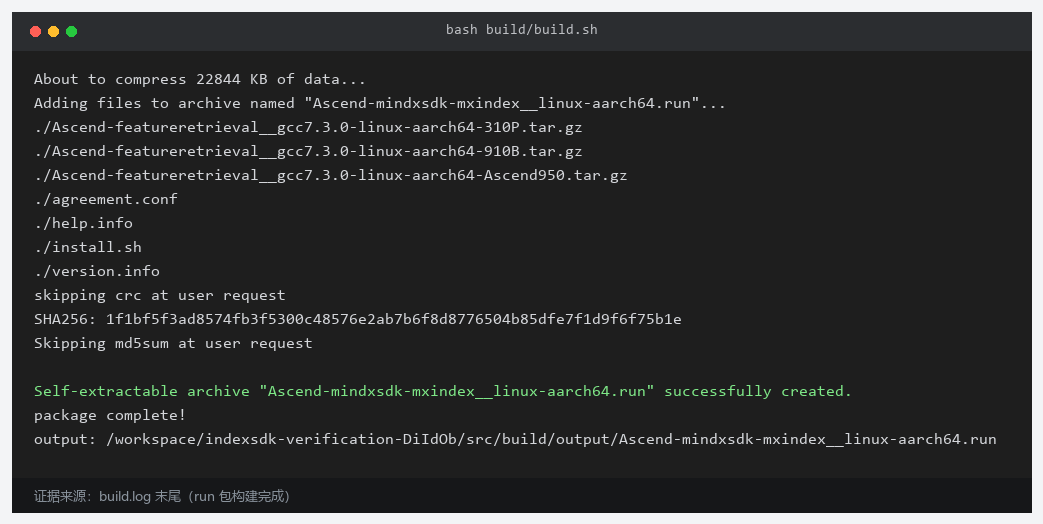 bash build/build.sh
About to compress 22844 KB of data...
Adding files to archive named "Ascend-mindxsdk-mxindex__linux-aarch64.run"...
./Ascend-featureretrieval__gcc7.3.0-linux-aarch64-310P.tar.gz
./Ascend-featureretrieval__gcc7.3.0-linux-aarch64-910B.tar.gz
./Ascend-featureretrieval__gcc7.3.0-linux-aarch64-Ascend950.tar.gz
./agreement.conf
./help.info
./install.sh
./version.info
skipping crc at user request
SHA256: 1f1bf5f3ad8574fb3f5300c48576e2ab7b6f8d8776504b85dfe7f1d9f6f75b1e
Skipping md5sum at user request
Self-extractable archive "Ascend-mindxsdk-mxindex__linux-aarch64.run" successfully created.
package complete!
output: /workspace/indexsdk-verification-DiIdOb/src/build/output/Ascend-mindxsdk-mxindex__linux-aarch64.run
证据来源：build.log 末尾（run 包构建完成）